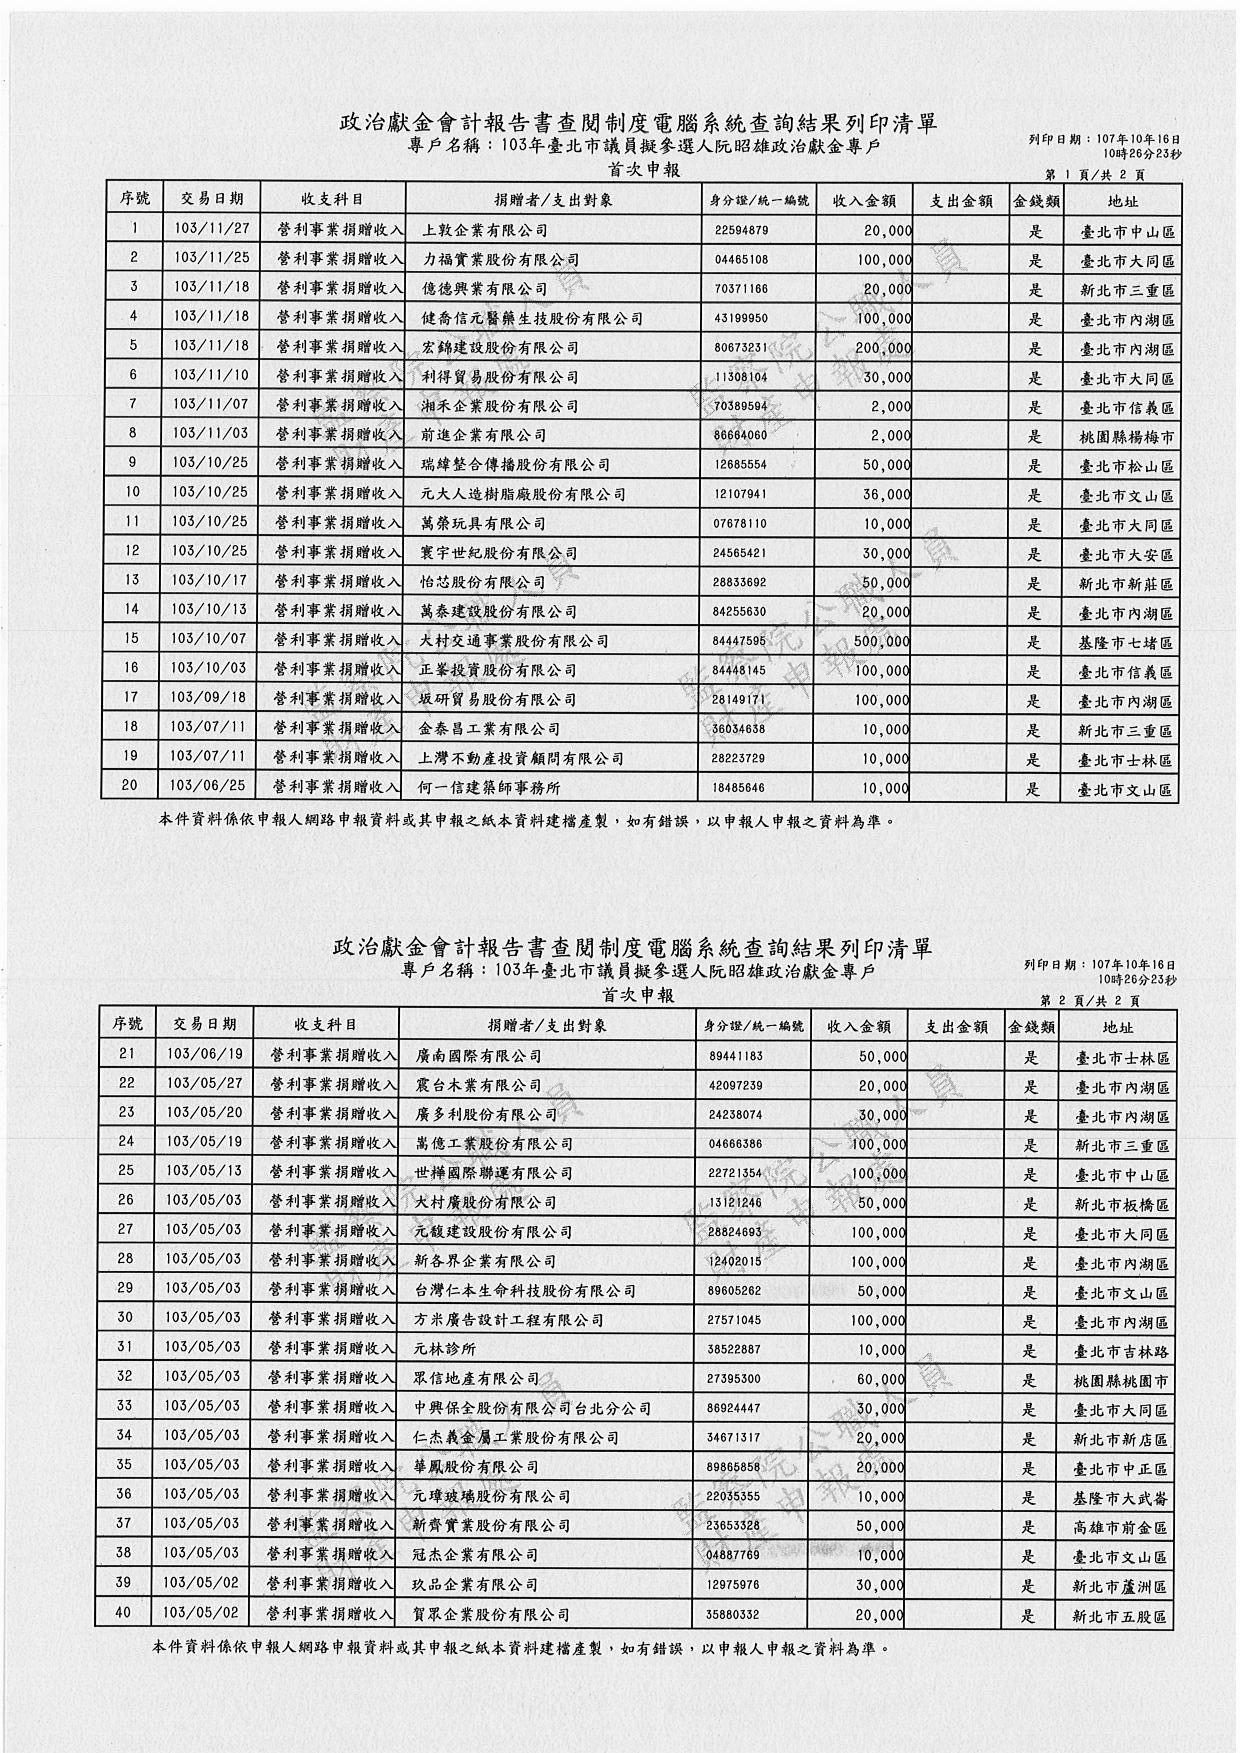 政治獻金會計報告書查閱制度電腦系統查詢結果列印清單
專戶名稱：103年臺北市議員擬參選人阮昭雄政治獻金專戶
列印日期：107年10月16日
10時26分23秒
首次申報
第 1 頁/共 2 頁
序號 交易日期 收支科目 捐贈者/支出對象 身分證/統一編號 收入金額 支出金額 金錢類 地址
1 103/11/27 營利事業捐贈收入 上敦企業有限公司 22594879 20,000 是 臺北市中山區
2 103/11/25 營利事業捐贈收入 力福實業股份有限公司 04465108 100,000 是 臺北市大同區
3 103/11/18 營利事業捐贈收入 億德興業有限公司 70371166 20,000 是 新北市三重區
4 103/11/18 營利事業捐贈收入 健喬信元醫藥生技股份有限公司 43199950 100,000 是 臺北市內湖區
5 103/11/18 營利事業捐贈收入 宏錦建設股份有限公司 80673231 200,000 是 臺北市內湖區
6 103/11/10 營利事業捐贈收入 利得貿易股份有限公司 11308104 30,000 是 臺北市大同區
7 103/11/07 營利事業捐贈收入 湘禾企業股份有限公司 70389594 2,000 是 臺北市信義區
8 103/11/03 營利事業捐贈收入 前進企業有限公司 86664060 2,000 是 桃園縣楊梅市
9 103/10/25 營利事業捐贈收入 瑞緯整合傳播股份有限公司 12685554 50,000 是 臺北市松山區
10 103/10/25 營利事業捐贈收入 元大人造樹脂廠股份有限公司 12107941 36,000 是 臺北市文山區
11 103/10/25 營利事業捐贈收入 萬榮玩具有限公司 07678110 10,000 是 臺北市大同區
12 103/10/25 營利事業捐贈收入 寰宇世紀股份有限公司 24565421 30,000 是 臺北市大安區
13 103/10/17 營利事業捐贈收入 怡芯股份有限公司 28833692 50,000 是 新北市新莊區
14 103/10/13 營利事業捐贈收入 萬泰建設股份有限公司 84255630 20,000 是 臺北市內湖區
15 103/10/07 營利事業捐贈收入 大村交通事業股份有限公司 84447595 500,000 是 基隆市七堵區
16 103/10/03 營利事業捐贈收入 正峯投資股份有限公司 84448145 100,000 是 臺北市信義區
17 103/09/18 營利事業捐贈收入 坂研貿易股份有限公司 28149171 100,000 是 臺北市內湖區
18 103/07/11 營利事業捐贈收入 金泰昌工業有限公司 36034638 10,000 是 新北市三重區
19 103/07/11 營利事業捐贈收入 上灣不動產投資顧問有限公司 28223729 10,000 是 臺北市士林區
20 103/06/25 營利事業捐贈收入 何一信建築師事務所 18485646 10,000 是 臺北市文山區
本件資料係依申報人網路申報資料或其申報之紙本資料建檔產製，如有錯誤，以申報人申報之資料為準。
政治獻金會計報告書查閱制度電腦系統查詢結果列印清單
專戶名稱：103年臺北市議員擬參選人阮昭雄政治獻金專戶
列印日期：107年10月16日
10時26分23秒
首次申報
第 2 頁/共 2 頁
序號 交易日期 收支科目 捐贈者/支出對象 身分證/統一編號 收入金額 支出金額 金錢類 地址
21 103/06/19 營利事業捐贈收入 廣南國際有限公司 89441183 50,000 是 臺北市士林區
22 103/05/27 營利事業捐贈收入 震台木業有限公司 42097239 20,000 是 臺北市內湖區
23 103/05/20 營利事業捐贈收入 廣多利股份有限公司 24238074 30,000 是 臺北市內湖區
24 103/05/19 營利事業捐贈收入 嵩億工業股份有限公司 04666386 100,000 是 新北市三重區
25 103/05/13 營利事業捐贈收入 世樺國際聯運有限公司 22721354 100,000 是 臺北市中山區
26 103/05/03 營利事業捐贈收入 大村廣股份有限公司 13121246 50,000 是 新北市板橋區
27 103/05/03 營利事業捐贈收入 元馥建設股份有限公司 28824693 100,000 是 臺北市大同區
28 103/05/03 營利事業捐贈收入 新各界企業有限公司 12402015 100,000 是 臺北市內湖區
29 103/05/03 營利事業捐贈收入 台灣仁本生命科技股份有限公司 89605262 50,000 是 臺北市文山區
30 103/05/03 營利事業捐贈收入 方米廣告設計工程有限公司 27571045 100,000 是 臺北市內湖區
31 103/05/03 營利事業捐贈收入 元林診所 38522887 10,000 是 臺北市吉林路
32 103/05/03 營利事業捐贈收入 眾信地產有限公司 27395300 60,000 是 桃園縣桃園市
33 103/05/03 營利事業捐贈收入 中興保全股份有限公司台北分公司 86924447 30,000 是 臺北市大同區
34 103/05/03 營利事業捐贈收入 仁杰義金屬工業股份有限公司 34671317 20,000 是 新北市新店區
35 103/05/03 營利事業捐贈收入 華鳳股份有限公司 89865858 20,000 是 臺北市中正區
36 103/05/03 營利事業捐贈收入 元璋玻璃股份有限公司 22035355 10,000 是 基隆市大武崙
37 103/05/03 營利事業捐贈收入 新齊實業股份有限公司 23653328 50,000 是 高雄市前金區
38 103/05/03 營利事業捐贈收入 冠杰企業有限公司 04887769 10,000 是 臺北市文山區
39 103/05/02 營利事業捐贈收入 玖品企業有限公司 12975976 30,000 是 新北市蘆洲區
40 103/05/02 營利事業捐贈收入 賀眾企業股份有限公司 35880332 20,000 是 新北市五股區
本件資料係依申報人網路申報資料或其申報之紙本資料建檔產製，如有錯誤，以申報人申報之資料為準。